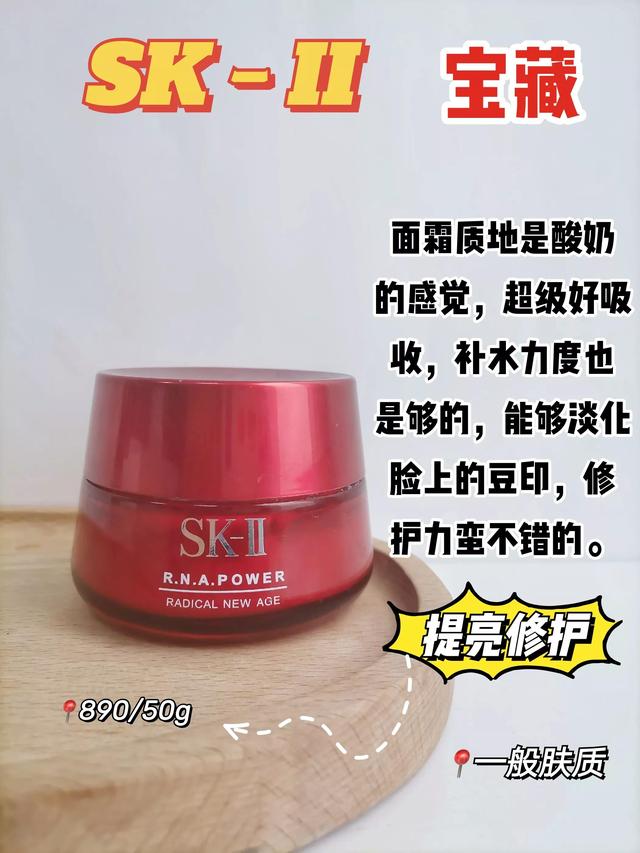 SK-II 宝藏
面霜质地是酸奶
的感觉，超级好吸
收，补水力度也
是够的，能够淡化
脸上的豆印，修
护力蛮不错的。
SK-II
R.N.A.POWER
RADICAL NEW AGE
提亮修护
890/50g
一般肤质